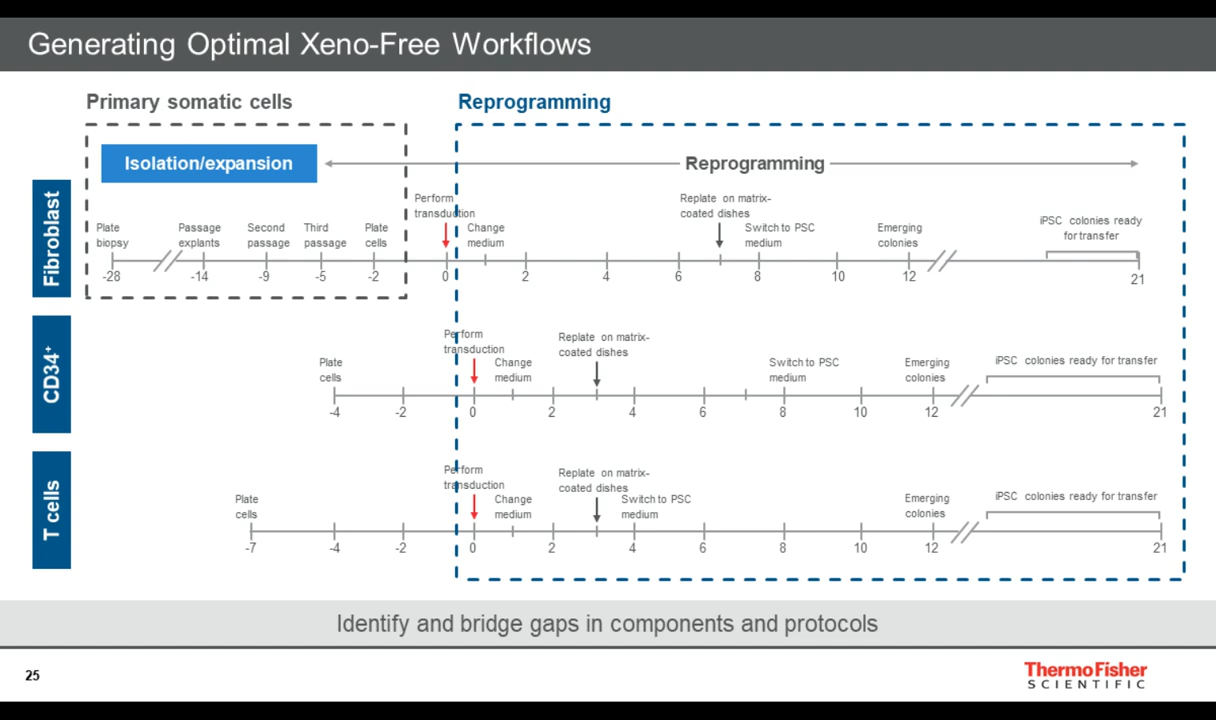 Generating Optimal Xeno-Free Workflows
Primary somatic cells
Reprogramming
Isolation/expansion
Reprogramming
Fibroblast
Plate
biopsy
Passage
explants
Second
passage
Third
passage
Plate
cells
Perform
transduction
Change
medium
Replate on matrix-
coated dishes
Switch to PSC
medium
Emerging
colonies
iPSC colonies ready
for transfer
-28 -14 -9 -5 -2 0 2 4 6 8 10 12 21
CD34+
Plate
cells
Perform
transduction
Change
medium
Replate on matrix-
coated dishes
Switch to PSC
medium
Emerging
colonies
iPSC colonies ready for transfer
-4 -2 0 2 4 6 8 10 12 21
T cells
Plate
cells
Perform
transduction
Change
medium
Replate on matrix-
coated dishes
Switch to PSC
medium
Emerging
colonies
iPSC colonies ready for transfer
-7 -4 -2 0 2 4 6 8 10 12 21
Identify and bridge gaps in components and protocols
25
ThermoFisher
SCIENTIFIC